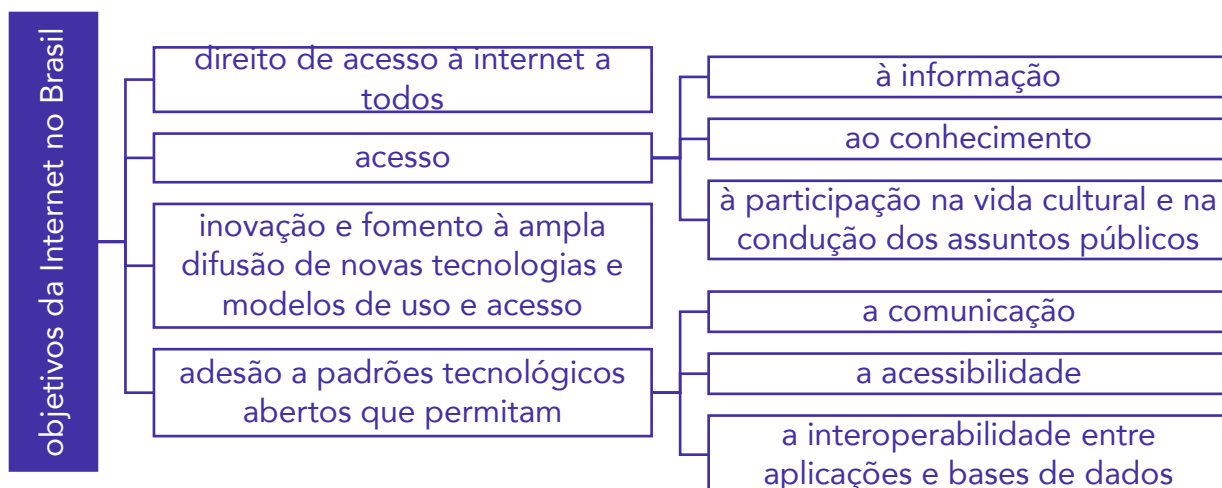 objetivos da Internet no Brasil
direito de acesso à internet a
todos
acesso
à informação
ao conhecimento
à participação na vida cultural e na
condução dos assuntos públicos
inovação e fomento à ampla
difusão de novas tecnologias e
modelos de uso e acesso
adesão a padrões tecnológicos
abertos que permitam
a comunicação
a acessibilidade
a interoperabilidade entre
aplicações e bases de dados